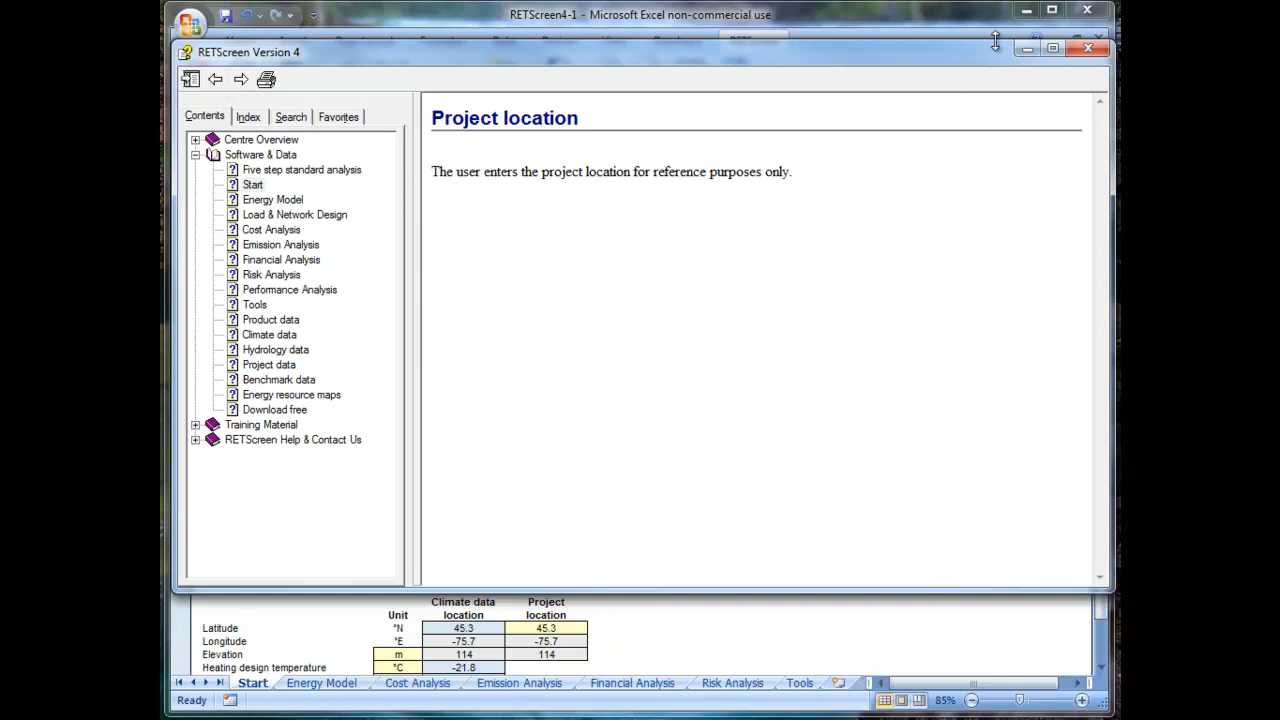 RETScreen4-1 - Microsoft Excel non-commercial use
RETScreen Version 4
Contents Index Search Favorites
Centre Overview
Software & Data
Five step standard analysis
Start
Energy Model
Load & Network Design
Cost Analysis
Emission Analysis
Financial Analysis
Risk Analysis
Performance Analysis
Tools
Product data
Climate data
Hydrology data
Project data
Benchmark data
Energy resource maps
Download free
Training Material
RETScreen Help & Contact Us
Project location
The user enters the project location for reference purposes only.
Climate data Project
Unit location location
Latitude °N 45.3 45.3
Longitude °E -75.7 -75.7
Elevation m 114 114
Heating design temperature °C -21.8
Start Energy Model Cost Analysis Emission Analysis Financial Analysis Risk Analysis Tools
Ready 85%